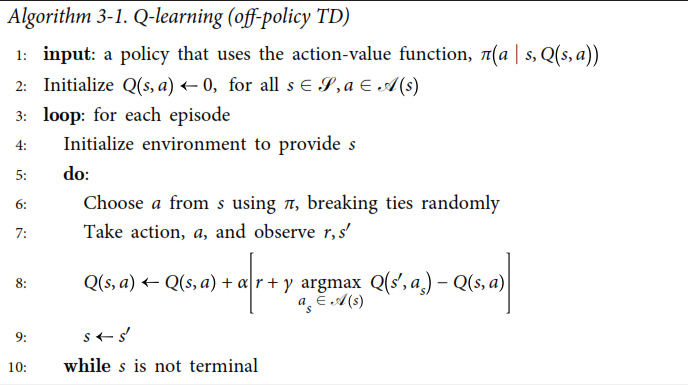 Algorithm 3-1. Q-learning (off-policy TD)
1: input: a policy that uses the action-value function, π(a | s, Q(s, a))
2: Initialize Q(s, a) ← 0, for all s ∈ 𝒮, a ∈ 𝒜(s)
3: loop: for each episode
4: Initialize environment to provide s
5: do:
6: Choose a from s using π, breaking ties randomly
7: Take action, a, and observe r, s′
8: Q(s, a) ← Q(s, a) + α[r + γ argmax Q(s′, a_s) − Q(s, a)]
a_s ∈ 𝒜(s)
9: s ← s′
10: while s is not terminal